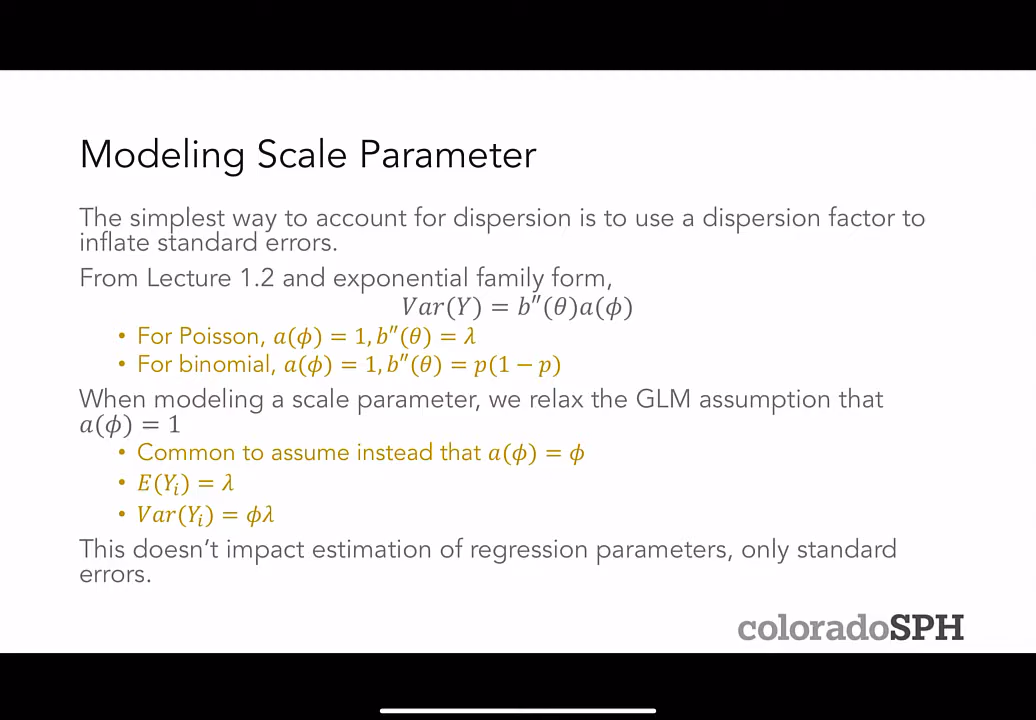 Modeling Scale Parameter
The simplest way to account for dispersion is to use a dispersion factor to
inflate standard errors.
From Lecture 1.2 and exponential family form,
Var(Y) = b″(θ)a(ϕ)
• For Poisson, a(ϕ) = 1, b″(θ) = λ
• For binomial, a(ϕ) = 1, b″(θ) = p(1 − p)
When modeling a scale parameter, we relax the GLM assumption that
a(ϕ) = 1
• Common to assume instead that a(ϕ) = ϕ
• E(Yᵢ) = λ
• Var(Yᵢ) = ϕλ
This doesn’t impact estimation of regression parameters, only standard
errors.
coloradoSPH